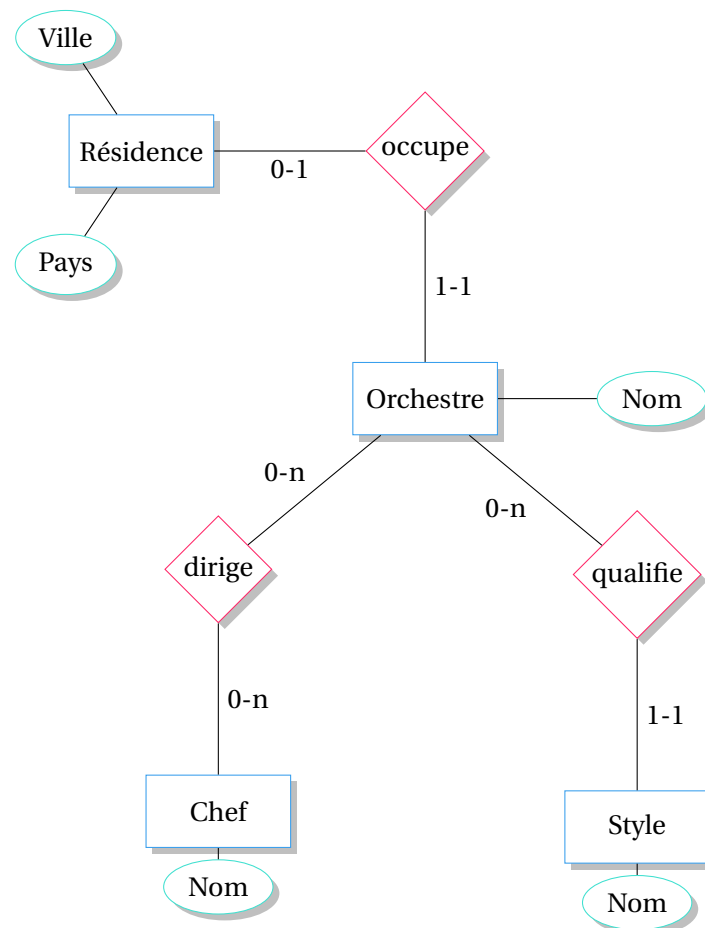 Ville
occupe
Résidence
0-1
Pays
1-1
Orchestre
Nom
0-n
0-n
dirige
qualifie
0-n
1-1
Chef
Style
Nom
Nom